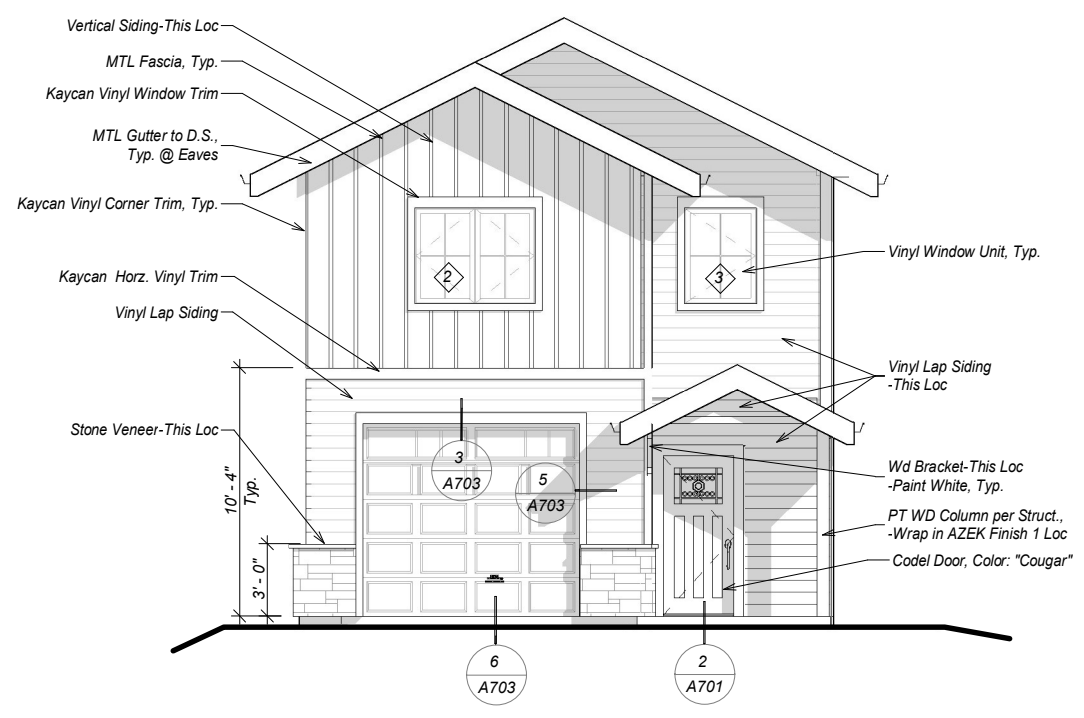 Vertical Siding-This Loc
MTL Fascia, Typ.
Kaycan Vinyl Window Trim
MTL Gutter to D.S.,
Typ. @ Eaves
Kaycan Vinyl Corner Trim, Typ.
Kaycan Horz. Vinyl Trim
Vinyl Lap Siding
Stone Veneer-This Loc
10' - 4"
Typ.
3' - 0"
2
3
3
A703
5
A703
6
A703
2
A701
Vinyl Window Unit, Typ.
Vinyl Lap Siding
-This Loc
Wd Bracket-This Loc
-Paint White, Typ.
PT WD Column per Struct.,
-Wrap in AZEK Finish 1 Loc
Codel Door, Color: "Cougar"